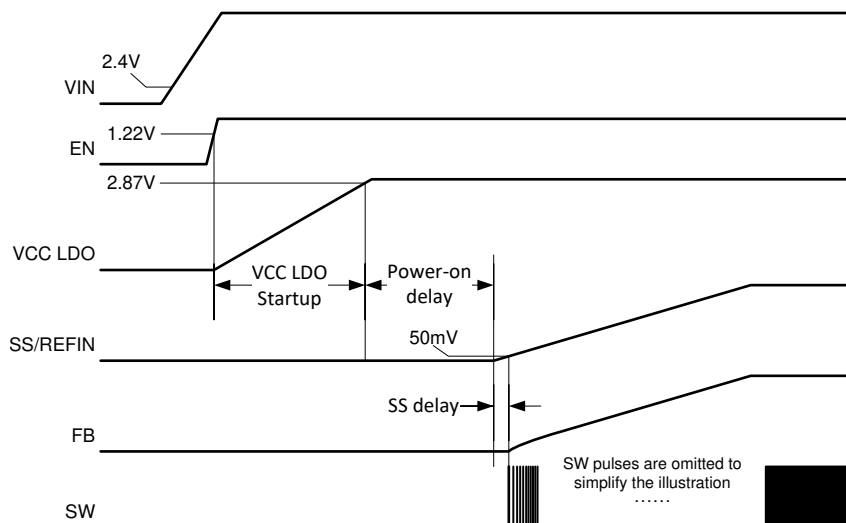 2.4V
VIN
1.22V
EN
2.87V
VCC LDO
VCC LDO
Startup
Power-on
delay
50mV
SS/REFIN
SS delay
FB
SW pulses are omitted to
simplify the illustration
......
SW